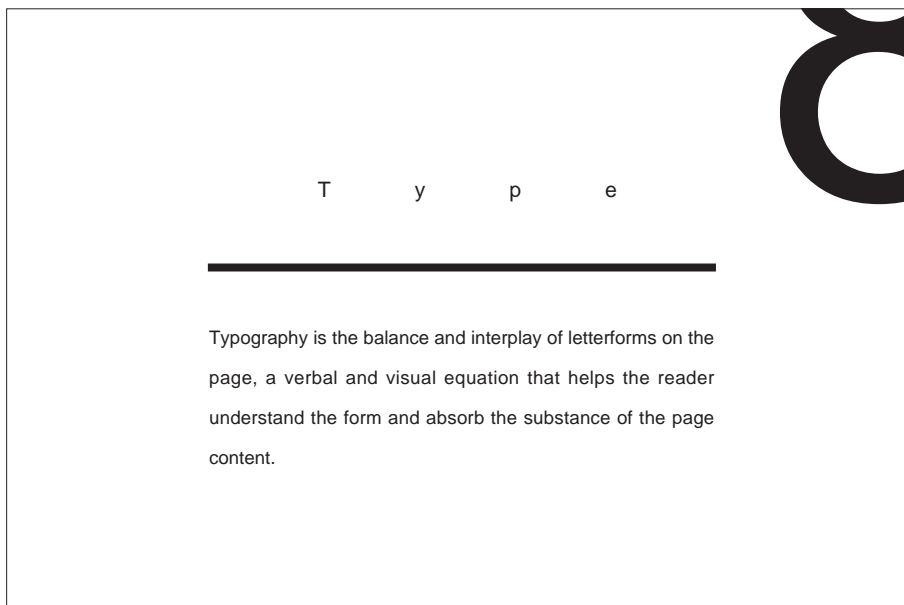 8
T y p e
Typography is the balance and interplay of letterforms on the
page, a verbal and visual equation that helps the reader
understand the form and absorb the substance of the page
content.